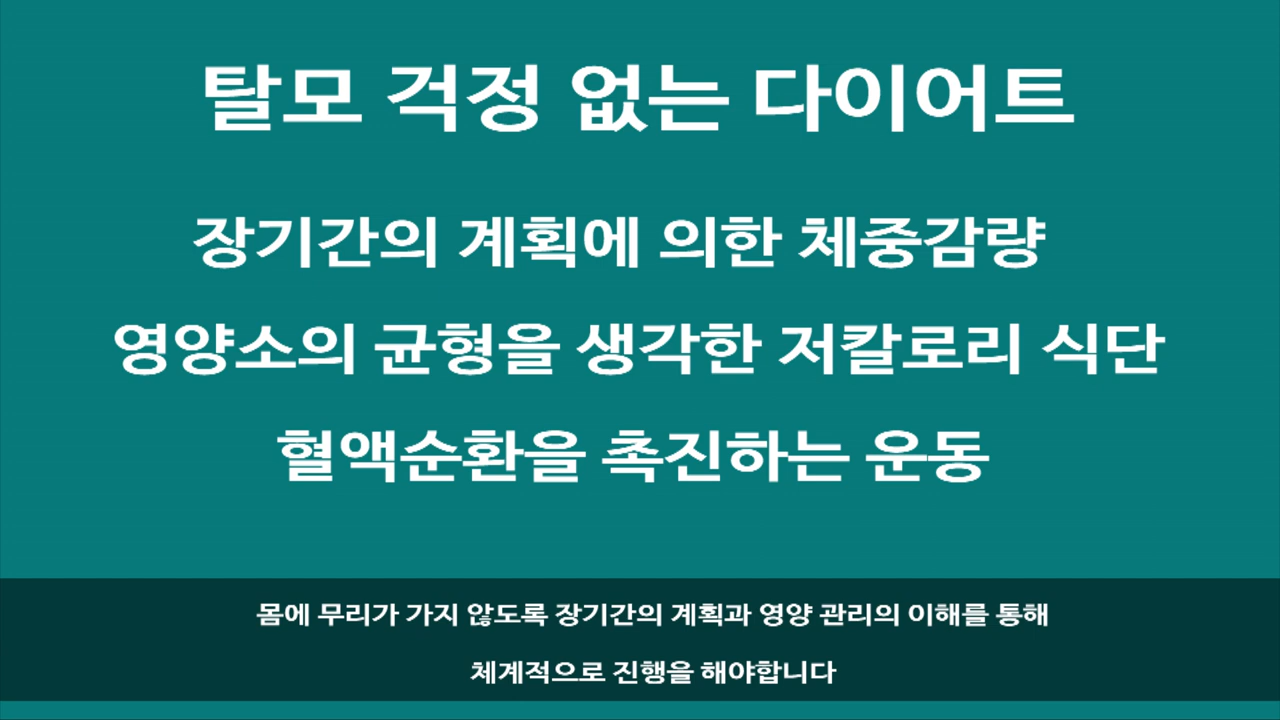 탈모 걱정 없는 다이어트
장기간의 계획에 의한 체중감량
영양소의 균형을 생각한 저칼로리 식단
혈액순환을 촉진하는 운동
몸에 무리가 가지 않도록 장기간의 계획과 영양 관리의 이해를 통해
체계적으로 진행을 해야합니다